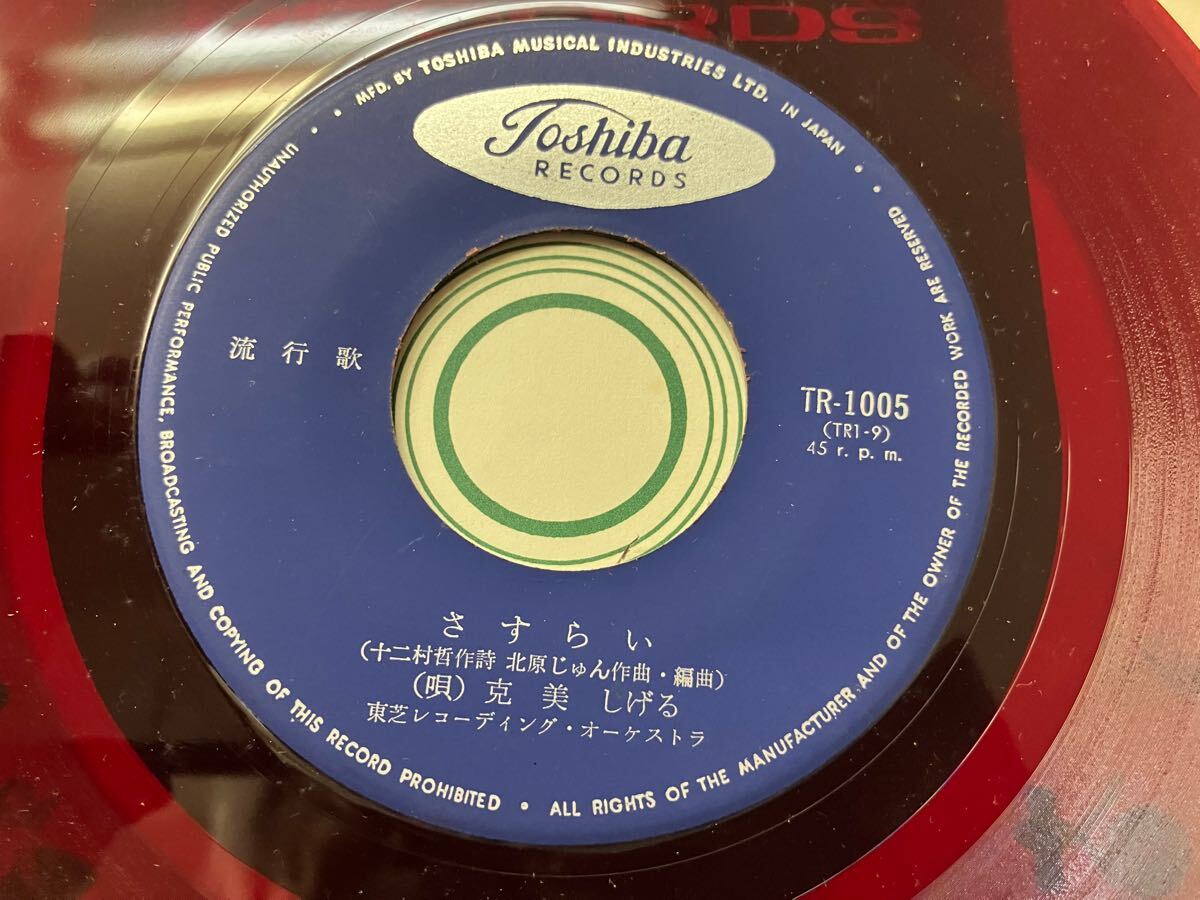 RDS
MFD. BY TOSHIBA MUSICAL INDUSTRIES LTD. IN JAPAN
Toshiba
RECORDS
流行歌
TR-1005
(TR1-9)
45 r. p. m.
さすらい
(十二村哲作詩 北原じゅん作曲・編曲)
(唄) 克美 しげる
東芝レコーディング・オーケストラ
UNAUTHORIZED PUBLIC PERFORMANCE, BROADCASTING AND COPYING OF THIS RECORD PROHIBITED • ALL RIGHTS OF THE MANUFACTURER AND OF THE OWNER OF THE RECORDED WORK ARE RESERVED